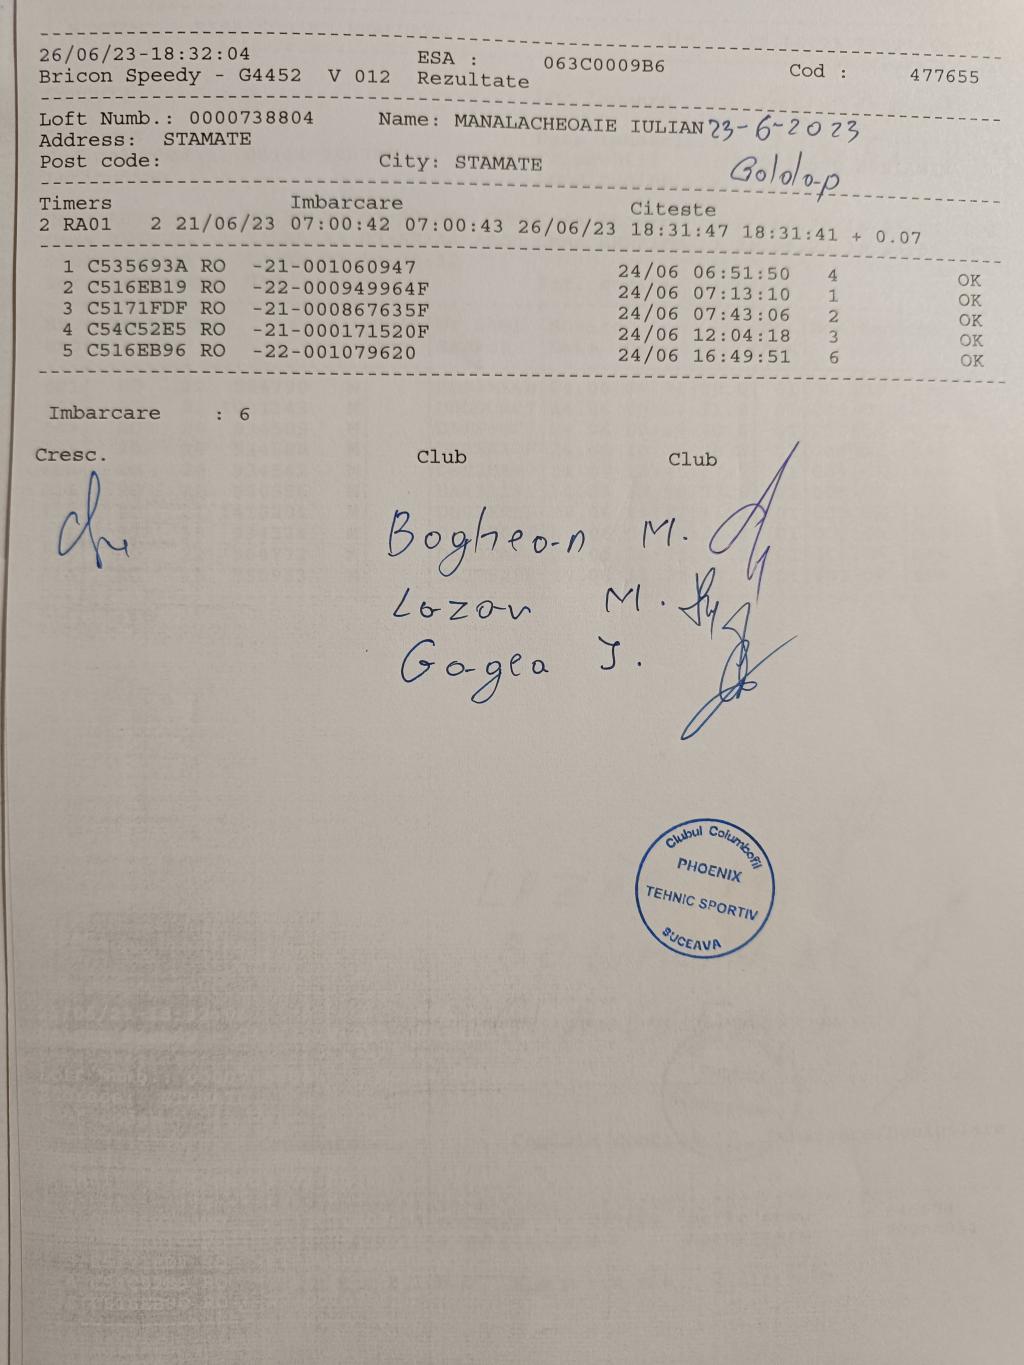 26/06/23-18:32:04 ESA : 063C0009B6 Cod : 477655
Bricon Speedy - G4452 V 012 Rezultate
Loft Numb.: 0000738804 Name: MANALACHEOAIE IULIAN 23-6-2023
Address: STAMATE
Post code: City: STAMATE
Timers Imbarcare Citeste
2 RA01 2 21/06/23 07:00:42 07:00:43 26/06/23 18:31:47 18:31:41 + 0.07
1 C535693A RO -21-001060947 24/06 06:51:50 4 OK
2 C516EB19 RO -22-000949964F 24/06 07:13:10 1 OK
3 C5171FDF RO -21-000867635F 24/06 07:43:06 2 OK
4 C54C52E5 RO -21-000171520F 24/06 12:04:18 3 OK
5 C516EB96 RO -22-001079620 24/06 16:49:51 6 OK
Imbarcare : 6
Cresc. Club Club
Boghean M.
Lazar M.
Gagea I.
Clubul Columbofil
PHOENIX
TEHNIC SPORTIV
SUCEAVA